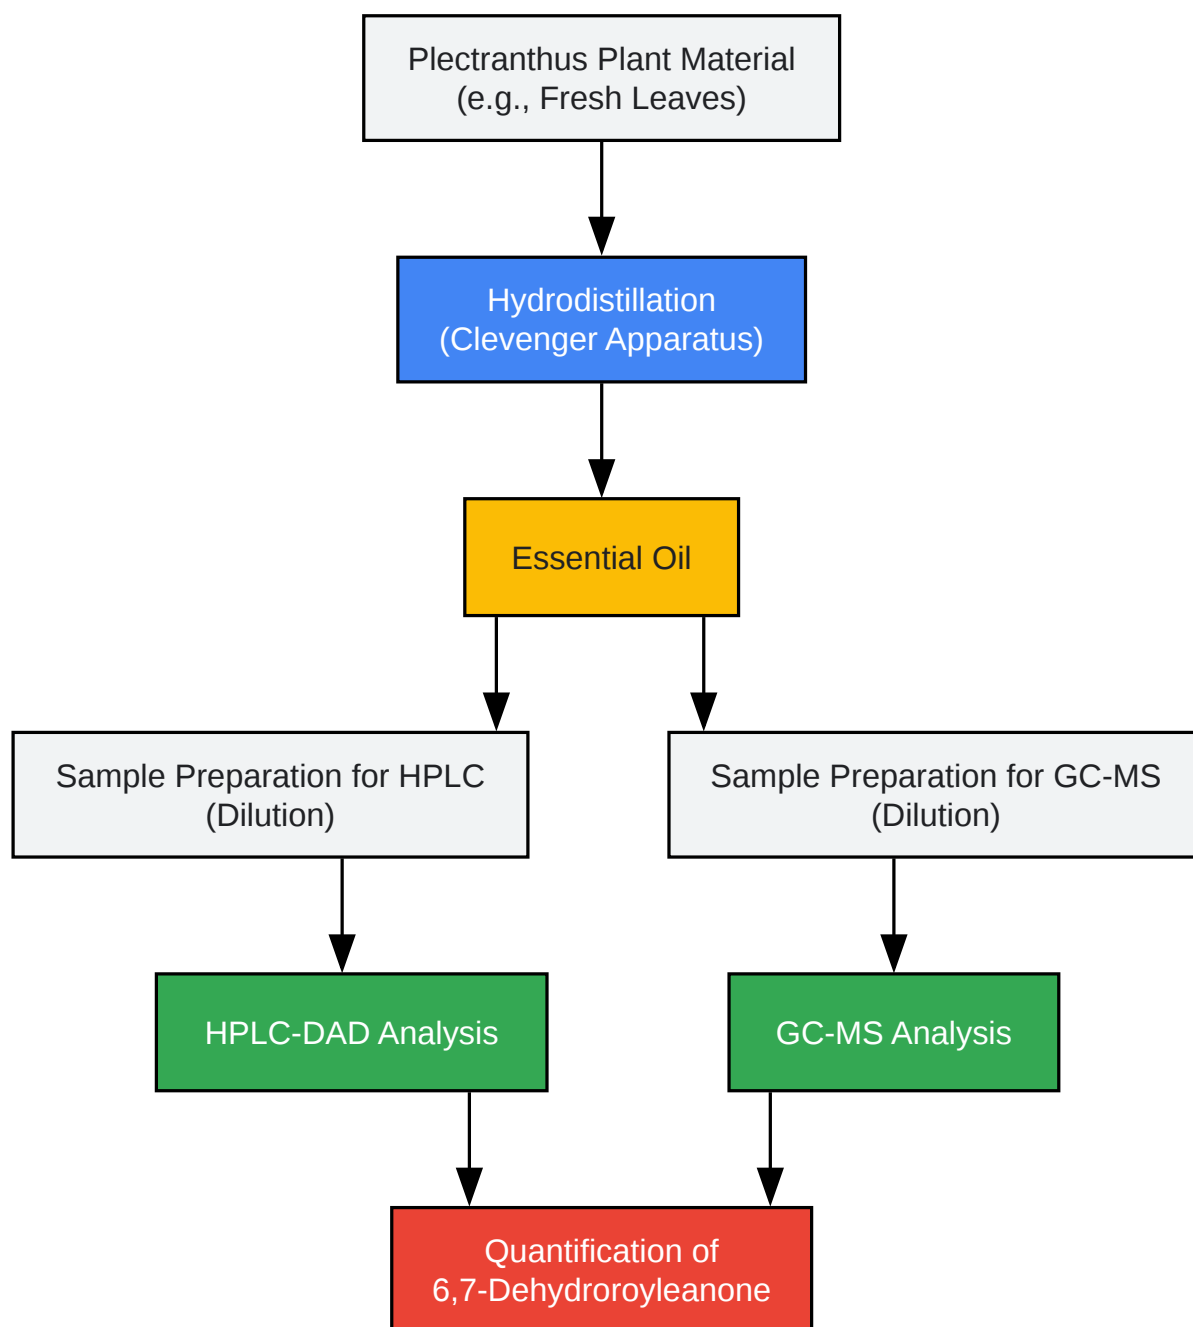 Plectranthus Plant Material
(e.g., Fresh Leaves)
Hydrodistillation
(Clevenger Apparatus)
Essential Oil
Sample Preparation for HPLC
(Dilution)
Sample Preparation for GC-MS
(Dilution)
HPLC-DAD Analysis
GC-MS Analysis
Quantification of
6,7-Dehydroroyleanone